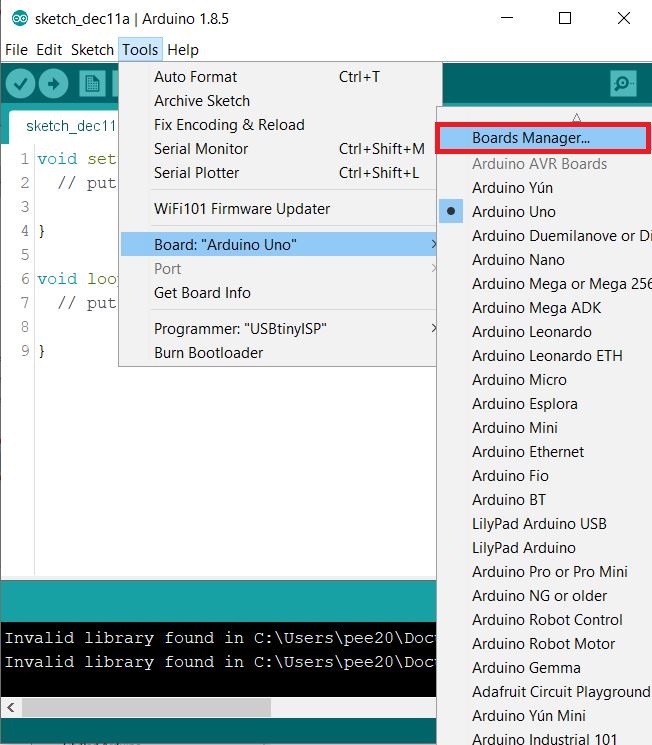 sketch_dec11a | Arduino 1.8.5
File Edit Sketch Tools Help
sketch_dec11
1 void set
2 // put
3
4 }
5
6 void loo
7 // put
8
9 }
Auto Format Ctrl+T
Archive Sketch
Fix Encoding & Reload
Serial Monitor Ctrl+Shift+M
Serial Plotter Ctrl+Shift+L
WiFi101 Firmware Updater
Board: "Arduino Uno"
Port
Get Board Info
Programmer: "USBtinyISP"
Burn Bootloader
Boards Manager...
Arduino AVR Boards
Arduino Yún
Arduino Uno
Arduino Duemilanove or Di
Arduino Nano
Arduino Mega or Mega 256
Arduino Mega ADK
Arduino Leonardo
Arduino Leonardo ETH
Arduino Micro
Arduino Esplora
Arduino Mini
Arduino Ethernet
Arduino Fio
Arduino BT
LilyPad Arduino USB
LilyPad Arduino
Arduino Pro or Pro Mini
Arduino NG or older
Arduino Robot Control
Arduino Robot Motor
Arduino Gemma
Adafruit Circuit Playground
Arduino Yún Mini
Arduino Industrial 101
Invalid library found in C:\Users\pee20\Doc
Invalid library found in C:\Users\pee20\Doc